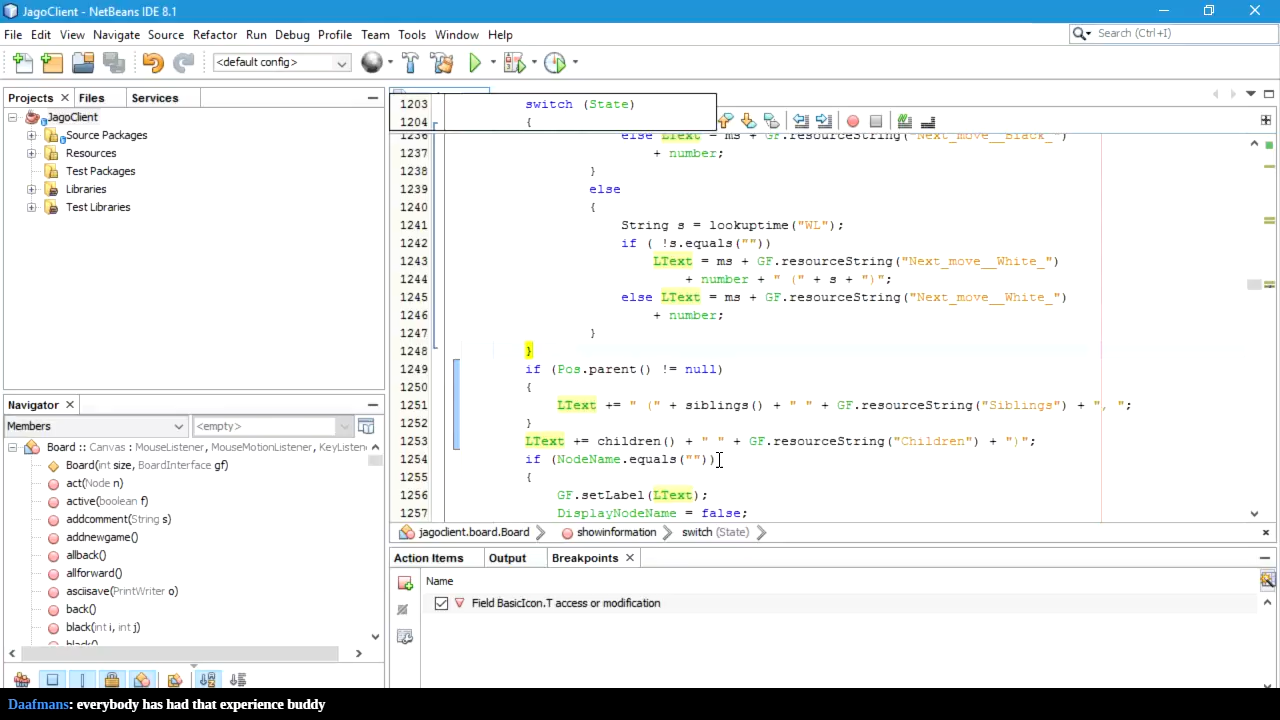 JagoClient - NetBeans IDE 8.1
File Edit View Navigate Source Refactor Run Debug Profile Team Tools Window Help
Search (Ctrl+I)
<default config>
Projects Files Services
JagoClient
Source Packages
Resources
Test Packages
Libraries
Test Libraries
Navigator
Members
<empty>
Board :: Canvas : MouseListener, MouseMotionListener, KeyListen
Board(int size, BoardInterface gf)
act(Node n)
active(boolean f)
addcomment(String s)
addnewgame()
allback()
allforward()
asciisave(PrintWriter o)
back()
black(int i, int j)
black()
1203 switch (State)
1204 {
1236 else LText = ms + GF.resourceString("Next_move__Black_")
1237 + number;
1238 }
1239 else
1240 {
1241 String s = lookuptime("WL");
1242 if ( !s.equals(""))
1243 LText = ms + GF.resourceString("Next_move__White_")
1244 + number + " (" + s + ")";
1245 else LText = ms + GF.resourceString("Next_move__White_")
1246 + number;
1247 }
1248 }
1249 if (Pos.parent() != null)
1250 {
1251 LText += " (" + siblings() + " " + GF.resourceString("Siblings") + ", ";
1252 }
1253 LText += children() + " " + GF.resourceString("Children") + ")";
1254 if (NodeName.equals(""))
1255 {
1256 GF.setLabel(LText);
1257 DisplayNodeName = false;
jagoclient.board.Board showinformation switch (State)
Action Items Output Breakpoints
Name
Field BasicIcon.T access or modification
Daafmans: everybody has had that experience buddy